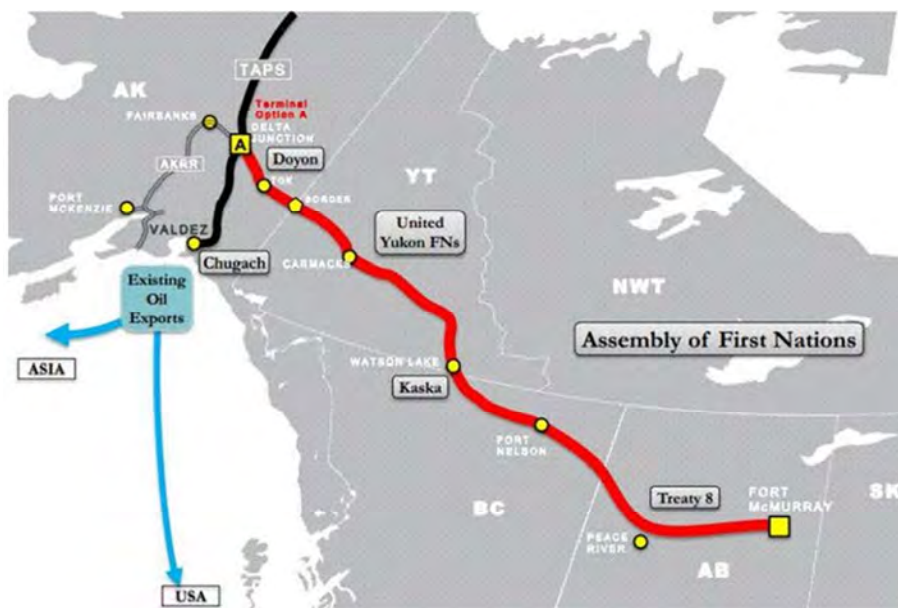 TAPS
AK
Terminal
Option A
FAIRBANKS
DELTA
JUNCTION
A
Doyon
AKRR
TOK
YT
BORDER
PORT
MCKENZIE
VALDEZ
United
Yukon FNs
Chugach
CARMACKS
Existing
Oil
Exports
NWT
Assembly of First Nations
ASIA
WATSON LAKE
Kaska
FORT
NELSON
Treaty 8
FORT
McMURRAY
SK
BC
PEACE
RIVER
AB
USA